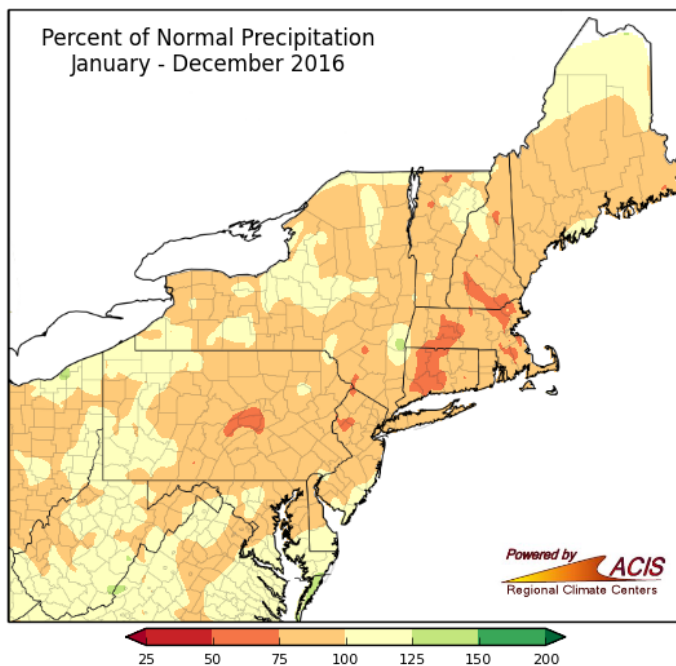 Percent of Normal Precipitation
January - December 2016
Powered by
ACIS
Regional Climate Centers
25 50 75 100 125 150 200